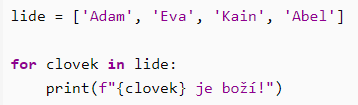 lide = ['Adam', 'Eva', 'Kain', 'Abel']
for clovek in lide:
    print(f"{clovek} je boží!")